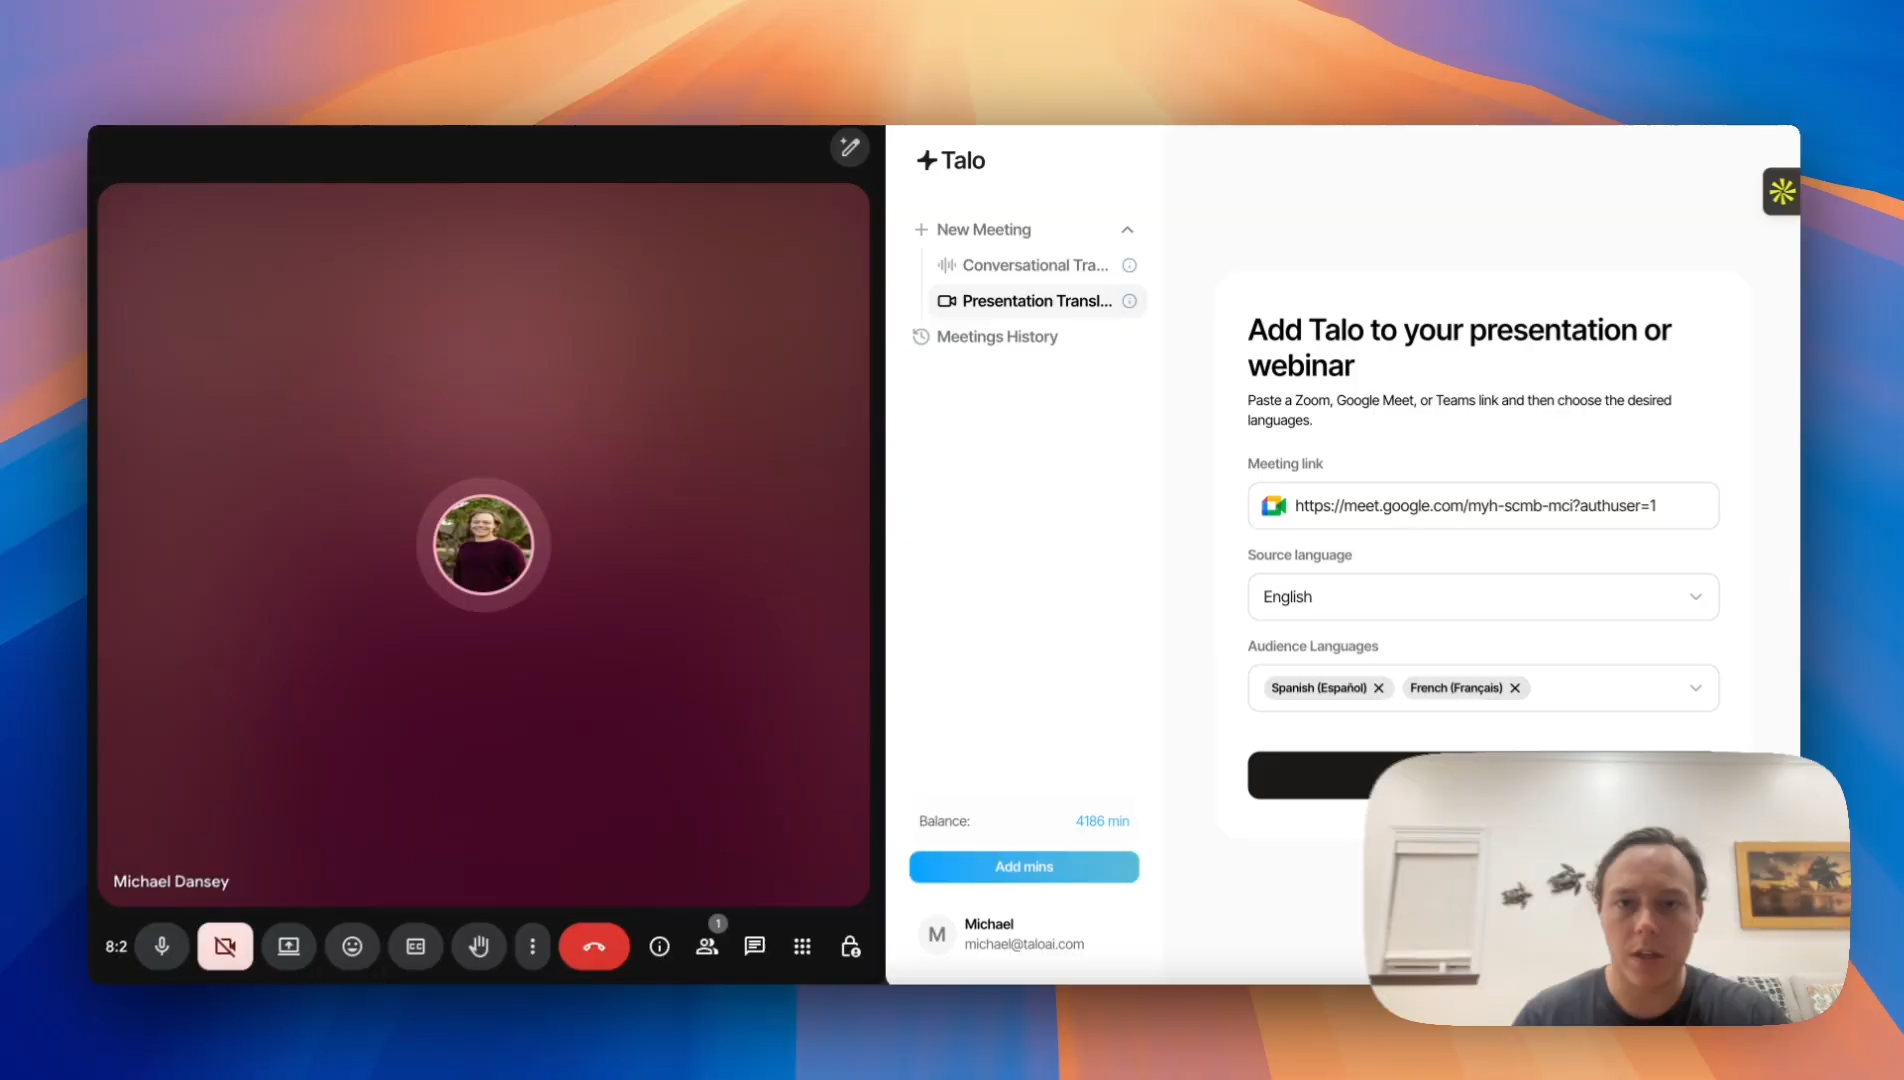 Michael Dansey
8:2
1
Talo
New Meeting
Conversational Tra...
Presentation Transl...
Meetings History
Balance:
4186 min
Add mins
M
Michael
michael@taloai.com
Add Talo to your presentation or
webinar
Paste a Zoom, Google Meet, or Teams link and then choose the desired
languages.
Meeting link
https://meet.google.com/myh-scmb-mci?authuser=1
Source language
English
Audience Languages
Spanish (Español)
French (Français)